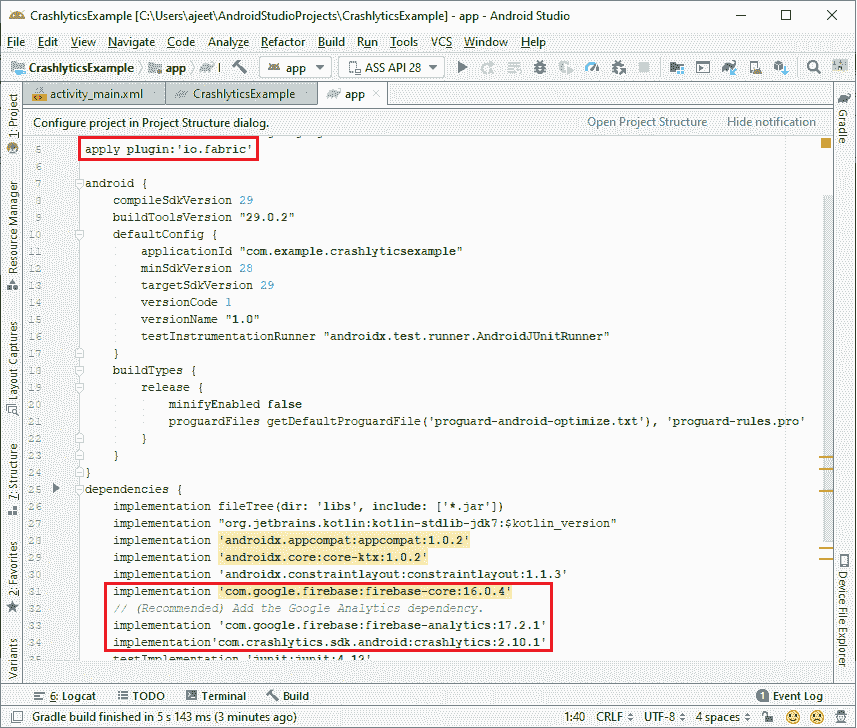 CrashlyticsExample [C:\Users\ajeet\AndroidStudioProjects\CrashlyticsExample] - app - Android Studio
File Edit View Navigate Code Analyze Refactor Build Run Tools VCS Window Help
CrashlyticsExample app app ASS API 28
activity_main.xml CrashlyticsExample app
Configure project in Project Structure dialog. Open Project Structure Hide notification
5 apply plugin:'io.fabric'
6
7 android {
8 compileSdkVersion 29
9 buildToolsVersion "29.0.2"
10 defaultConfig {
11 applicationId "com.example.crashlyticsexample"
12 minSdkVersion 28
13 targetSdkVersion 29
14 versionCode 1
15 versionName "1.0"
16 testInstrumentationRunner "androidx.test.runner.AndroidJUnitRunner"
17 }
18 buildTypes {
19 release {
20 minifyEnabled false
21 proguardFiles getDefaultProguardFile('proguard-android-optimize.txt'), 'proguard-rules.pro'
22 }
23 }
24 }
25 dependencies {
26 implementation fileTree(dir: 'libs', include: ['*.jar'])
27 implementation "org.jetbrains.kotlin:kotlin-stdlib-jdk7:$kotlin_version"
28 implementation 'androidx.appcompat:appcompat:1.0.2'
29 implementation 'androidx.core:core-ktx:1.0.2'
30 implementation 'androidx.constraintlayout:constraintlayout:1.1.3'
31 implementation 'com.google.firebase:firebase-core:16.0.4'
32 // (Recommended) Add the Google Analytics dependency.
33 implementation 'com.google.firebase:firebase-analytics:17.2.1'
34 implementation'com.crashlytics.sdk.android:crashlytics:2.10.1'
35 testImplementation 'junit:junit:4.12'
1: Project
Resource Manager
Layout Captures
7: Structure
2: Favorites
Variants
Gradle
Device File Explorer
6: Logcat TODO Terminal Build 1 Event Log
Gradle build finished in 5 s 143 ms (3 minutes ago) 1:40 CRLF UTF-8 4 spaces